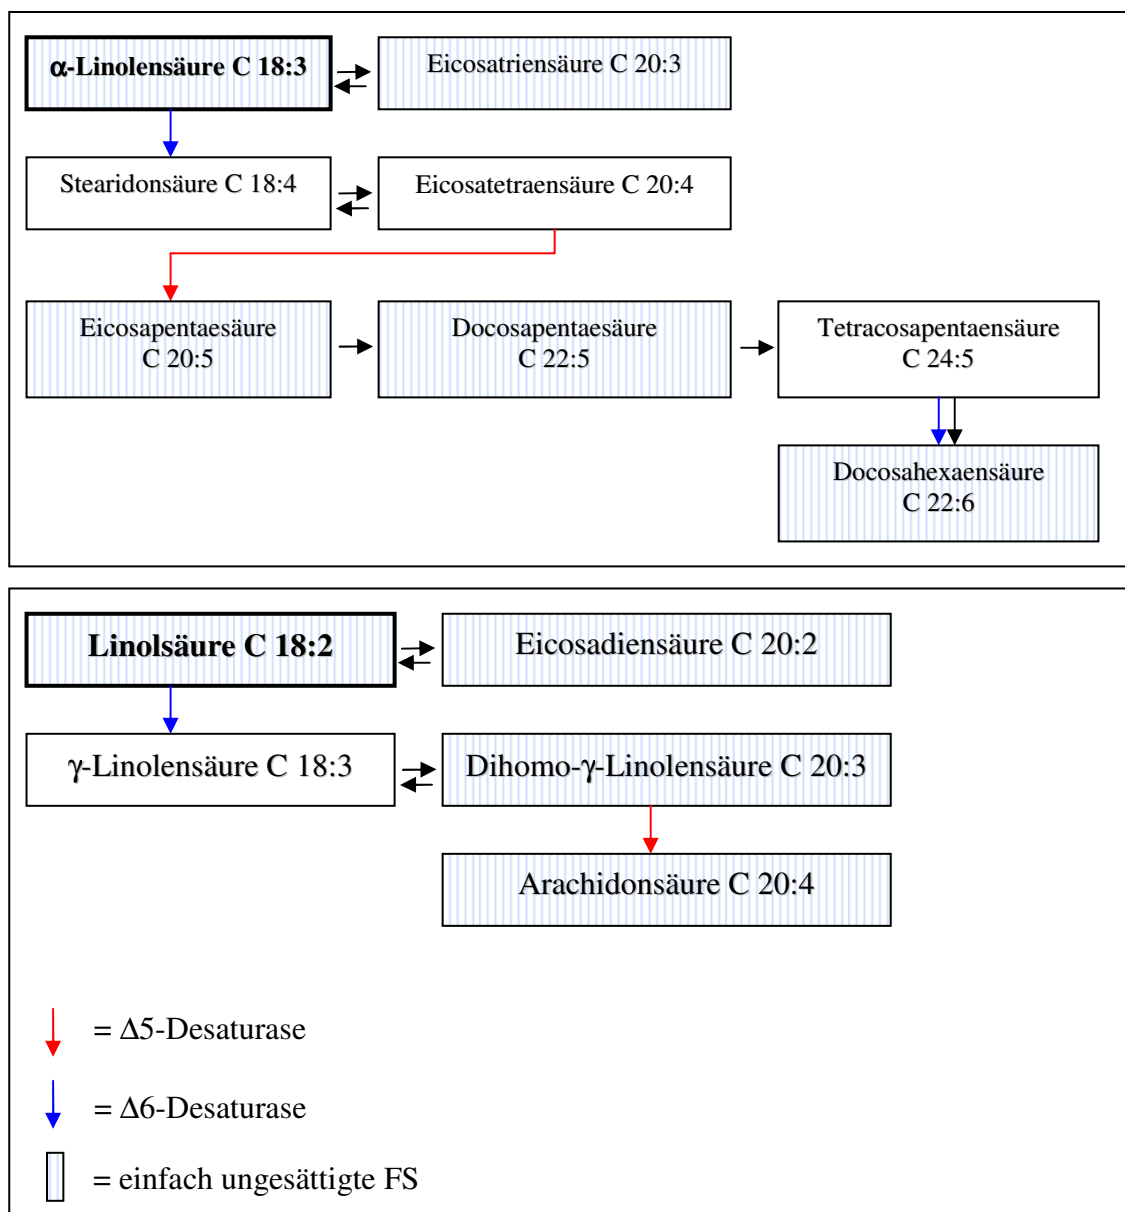 α-Linolensäure C 18:3
Eicosatriensäure C 20:3
Stearidonsäure C 18:4
Eicosatetraensäure C 20:4
Eicosapentaesäure
C 20:5
Docosapentaesäure
C 22:5
Tetracosapentaensäure
C 24:5
Docosahexaensäure
C 22:6
Linolsäure C 18:2
Eicosadiensäure C 20:2
γ-Linolensäure C 18:3
Dihomo-γ-Linolensäure C 20:3
Arachidonsäure C 20:4
= Δ5-Desaturase
= Δ6-Desaturase
= einfach ungesättigte FS